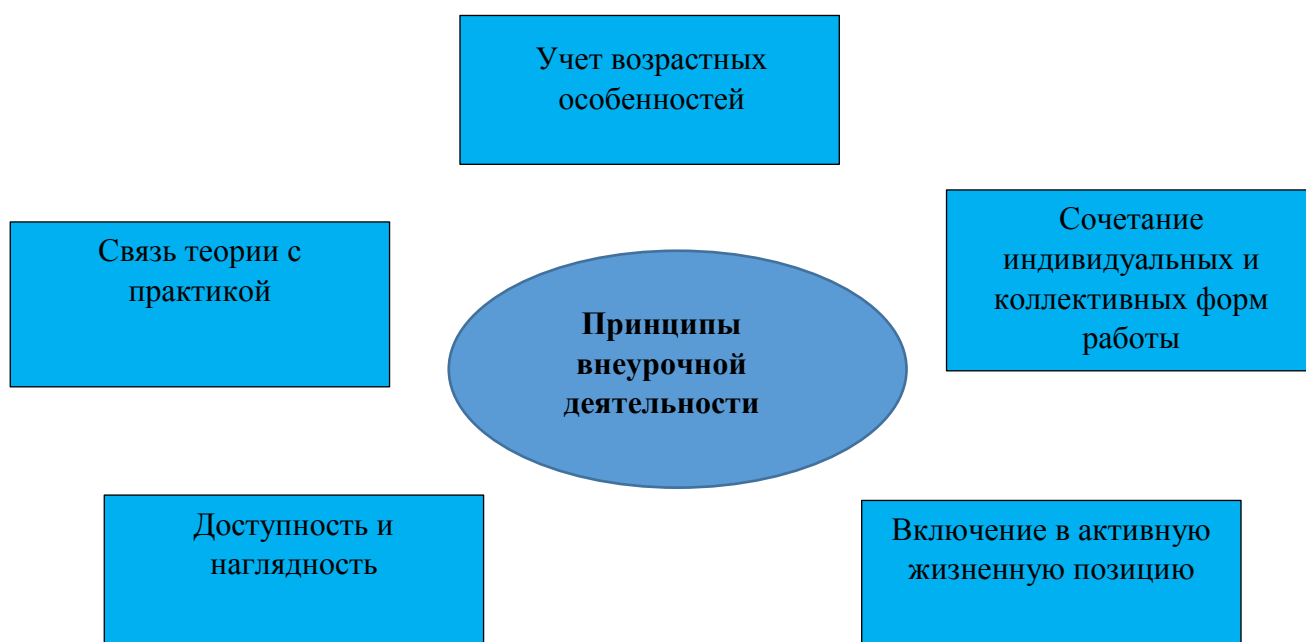 Учет возрастных
особенностей
Связь теории с
практикой
Сочетание
индивидуальных и
коллективных форм
работы
Принципы
внеурочной
деятельности
Доступность и
наглядность
Включение в активную
жизненную позицию